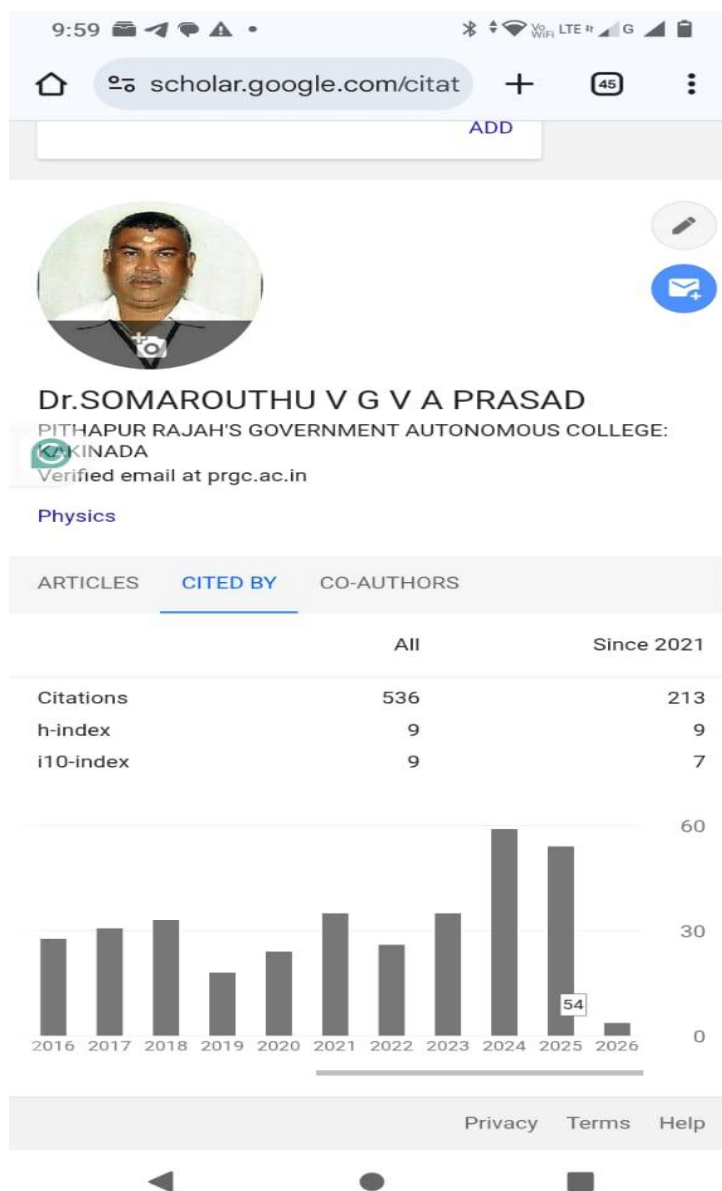 9:59 Vo WiFi LTE G
scholar.google.com/citat 45
ADD
Dr.SOMAROUTHU V G V A PRASAD
PITHAPUR RAJAH'S GOVERNMENT AUTONOMOUS COLLEGE:
KAKINADA
Verified email at prgc.ac.in
Physics
ARTICLES CITED BY CO-AUTHORS
All Since 2021
Citations 536 213
h-index 9 9
i10-index 9 7
60
30
54
0
2016 2017 2018 2019 2020 2021 2022 2023 2024 2025 2026
Privacy Terms Help